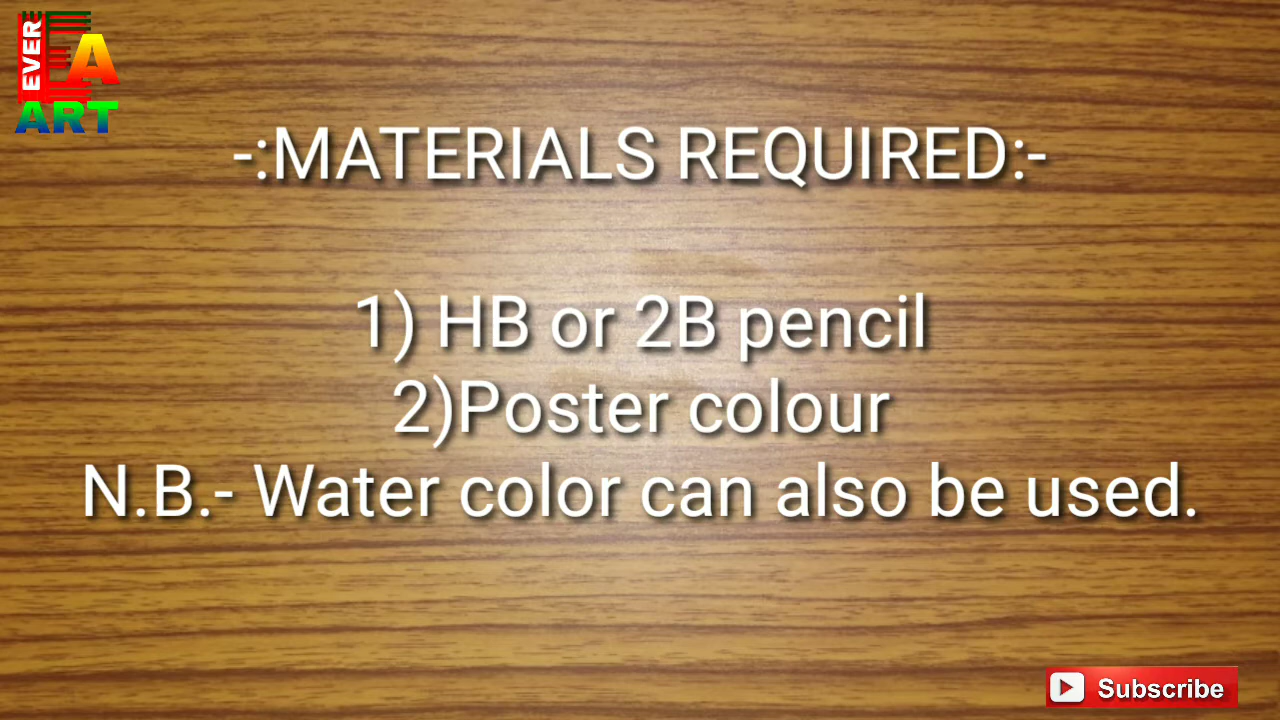 EVER
A
ART
-:MATERIALS REQUIRED:-
1) HB or 2B pencil
2)Poster colour
N.B.- Water color can also be used.
Subscribe